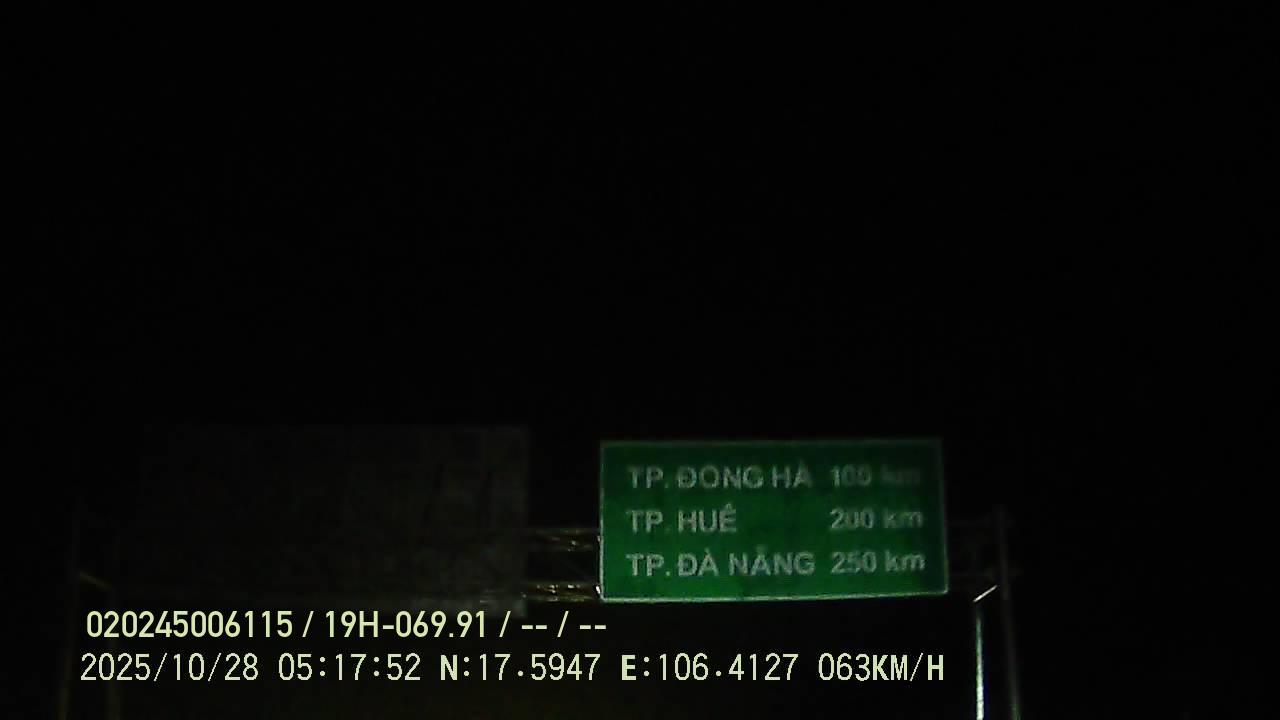 TP. ĐÔNG HÀ 100 km
TP. HUẾ 200 km
TP. ĐÀ NẴNG 250 km
020245006115 / 19H-069.91 / -- / --
2025/10/28 05:17:52 N:17.5947 E:106.4127 063KM/H